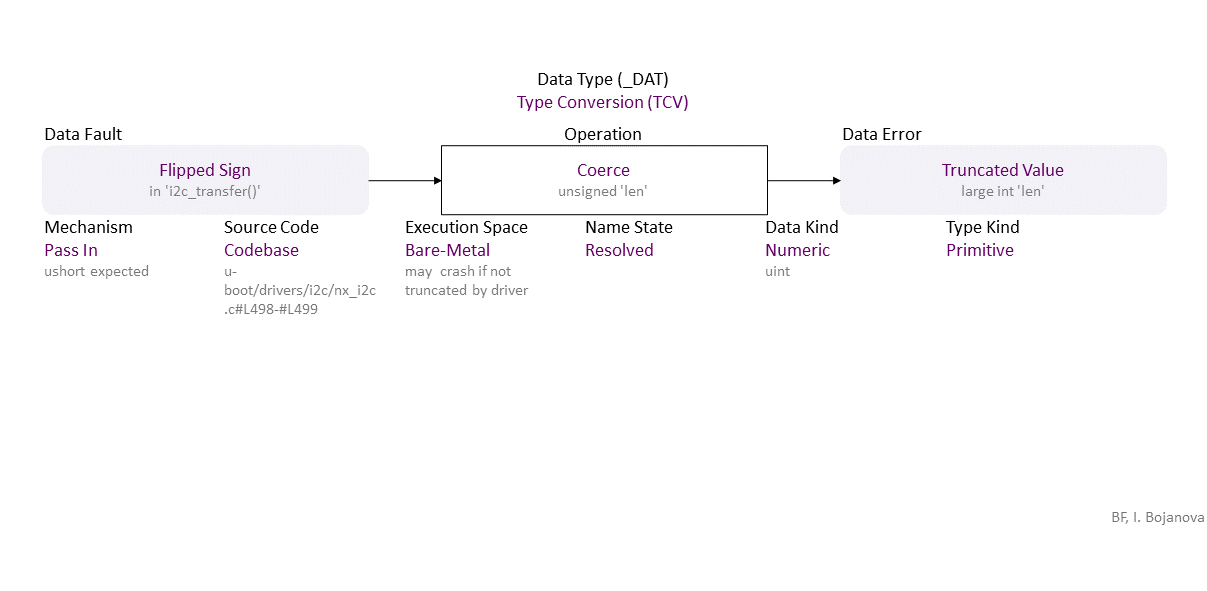 Data Type (_DAT)
Type Conversion (TCV)
Data Fault
Operation
Data Error
Flipped Sign
in 'i2c_transfer()'
Coerce
unsigned 'len'
Truncated Value
large int 'len'
Mechanism
Pass In
ushort expected
Source Code
Codebase
u-
boot/drivers/i2c/nx_i2c
.c#L498-#L499
Execution Space
Bare-Metal
may crash if not
truncated by driver
Name State
Resolved
Data Kind
Numeric
uint
Type Kind
Primitive
BF, I. Bojanova